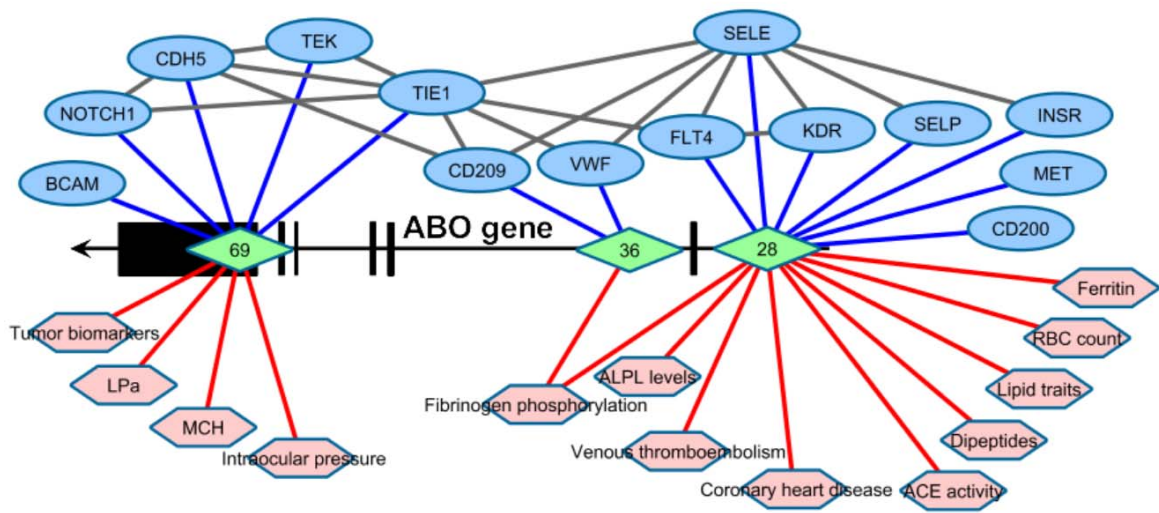 SELE
TEK
CDH5
TIE1
NOTCH1
INSR
SELP
KDR
FLT4
VWF
CD209
BCAM
MET
CD200
ABO gene
69
36
28
Ferritin
Tumor biomarkers
RBC count
LPa
ALPL levels
Lipid traits
Fibrinogen phosphorylation
MCH
Dipeptides
Intraocular pressure
Venous thromboembolism
Coronary heart disease
ACE activity